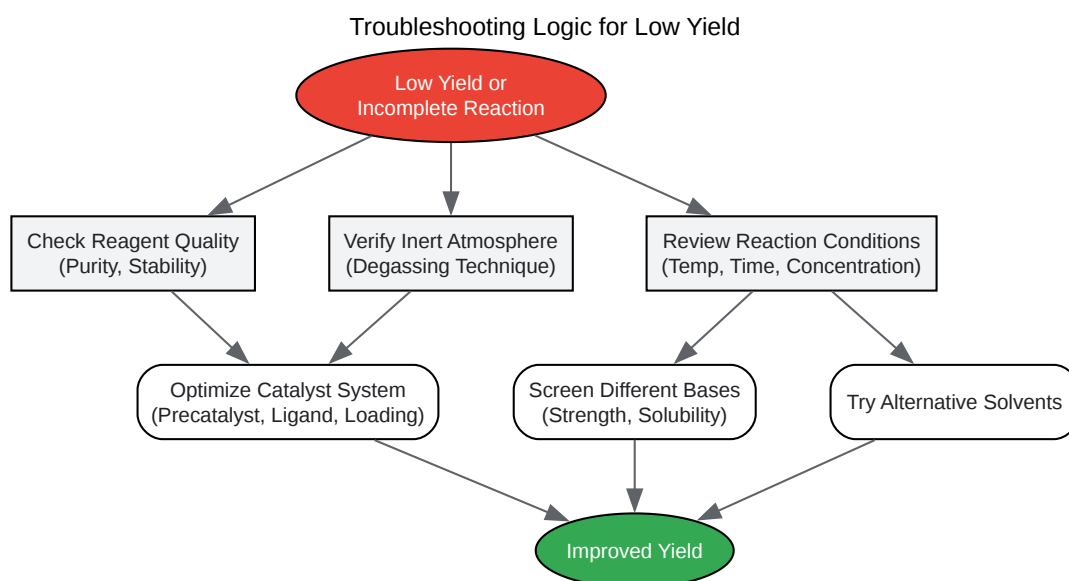 Troubleshooting Logic for Low Yield
Low Yield or
Incomplete Reaction
Check Reagent Quality
(Purity, Stability)
Verify Inert Atmosphere
(Degassing Technique)
Review Reaction Conditions
(Temp, Time, Concentration)
Optimize Catalyst System
(Precatalyst, Ligand, Loading)
Screen Different Bases
(Strength, Solubility)
Try Alternative Solvents
Improved Yield